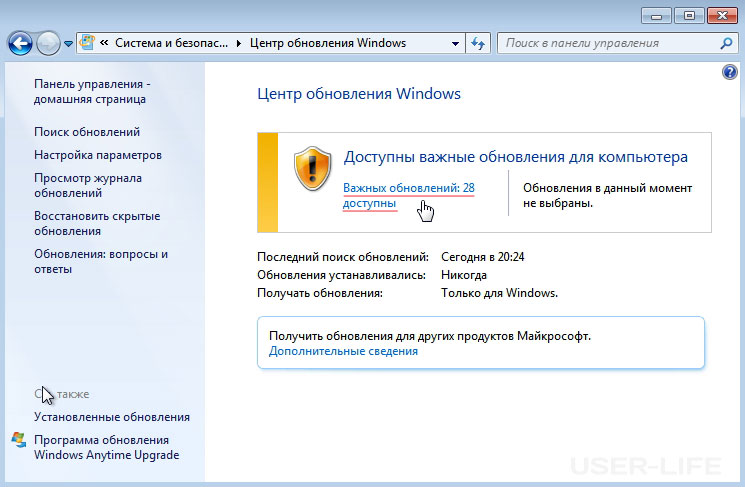 « Система и безопас... Центр обновления Windows
Поиск в панели управления
Панель управления -
домашняя страница
Поиск обновлений
Настройка параметров
Просмотр журнала
обновлений
Восстановить скрытые
обновления
Обновления: вопросы и
ответы
также
Установленные обновления
Программа обновления
Windows Anytime Upgrade
Центр обновления Windows
Доступны важные обновления для компьютера
Важных обновлений: 28
доступны
Обновления в данный момент
не выбраны.
Последний поиск обновлений: Сегодня в 20:24
Обновления устанавливались: Никогда
Получать обновления: Только для Windows.
Получить обновления для других продуктов Майкрософт.
Дополнительные сведения
USER-LIFE